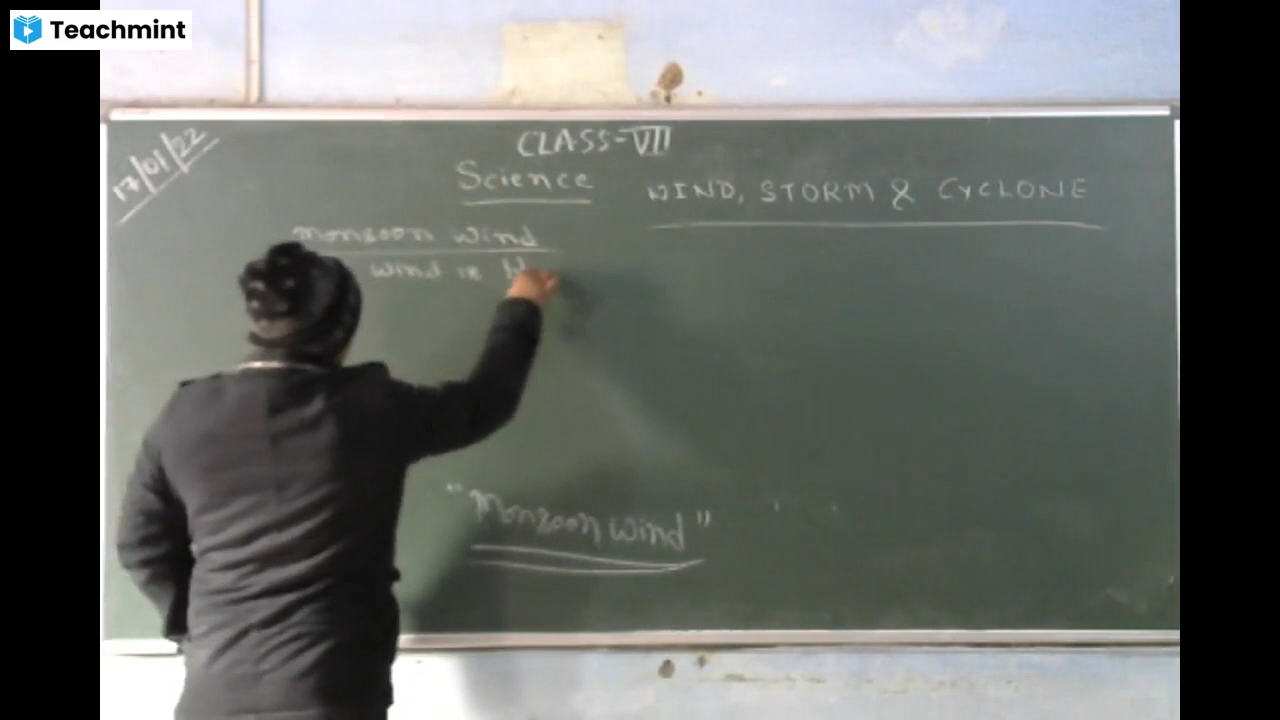 Teachmint
17/01/22
CLASS-VII
Science
WIND, STORM & CYCLONE
monsoon wind
wind is
"Monsoon wind"